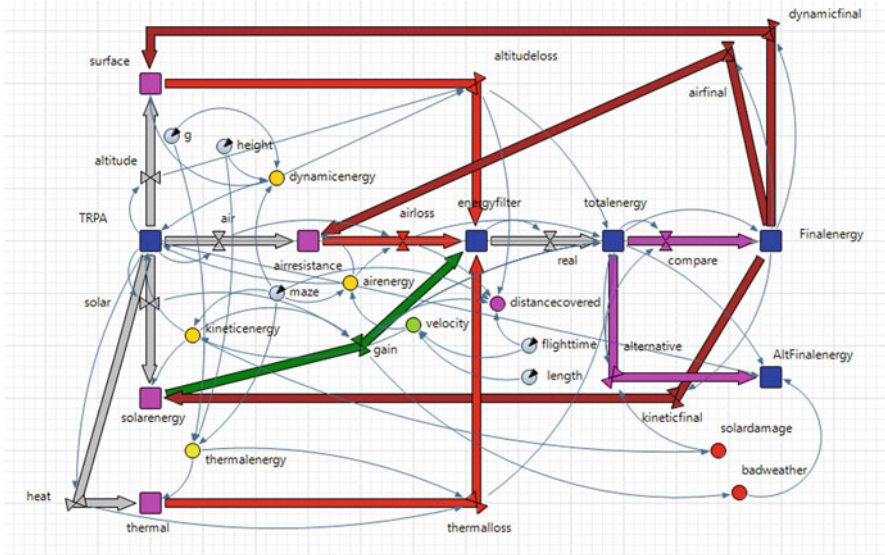 dynamicfinal
surface
altitudeloss
airfinal
g
height
altitude
dynamicenergy
TRPA
air
airloss
energyfilter
totalenergy
Finalenergy
airresistance
real
compare
solar
maze
airenergy
distancecovered
kineticenergy
velocity
gain
flighttime
alternative
AltFinalenergy
length
solarenergy
kineticfinal
solardamage
thermalenergy
badweather
heat
thermal
thermalloss